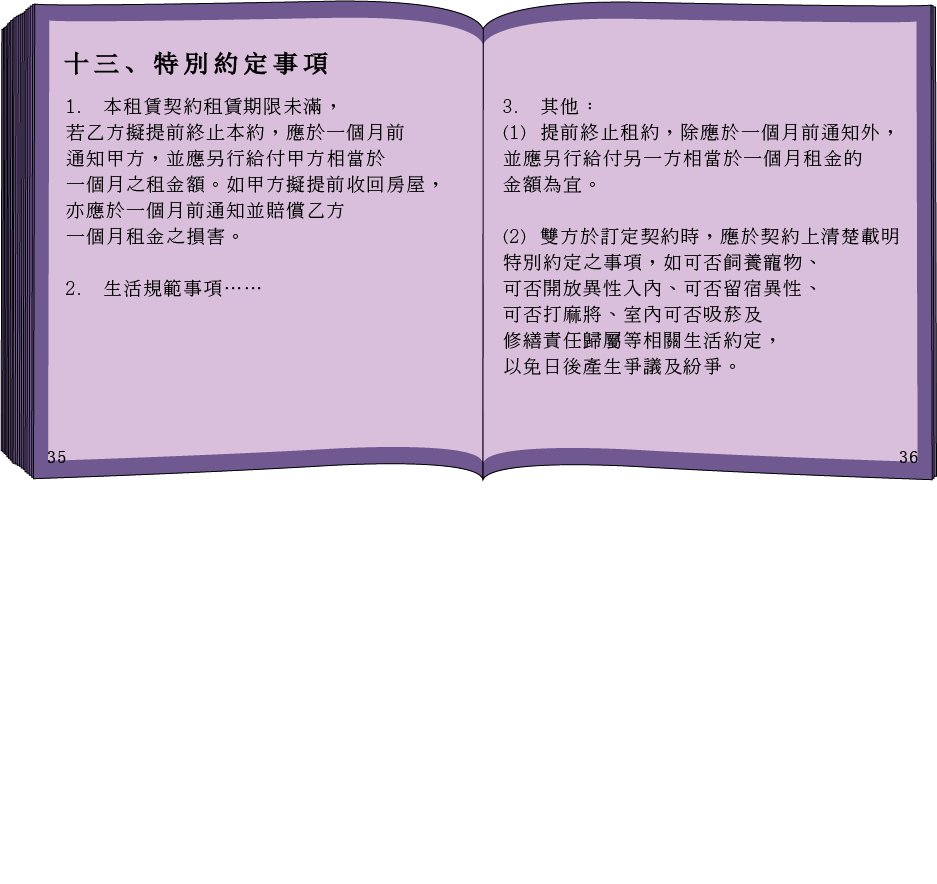 十三、特別約定事項
1. 本租賃契約租賃期限未滿，
若乙方擬提前終止本約，應於一個月前
通知甲方，並應另行給付甲方相當於
一個月之租金額。如甲方擬提前收回房屋，
亦應於一個月前通知並賠償乙方
一個月租金之損害。
2. 生活規範事項……
35
3. 其他：
(1) 提前終止租約，除應於一個月前通知外，
並應另行給付另一方相當於一個月租金的
金額為宜。
(2) 雙方於訂定契約時，應於契約上清楚載明
特別約定之事項，如可否飼養寵物、
可否開放異性入內、可否留宿異性、
可否打麻將、室內可否吸菸及
修繕責任歸屬等相關生活約定，
以免日後產生爭議及紛爭。
36